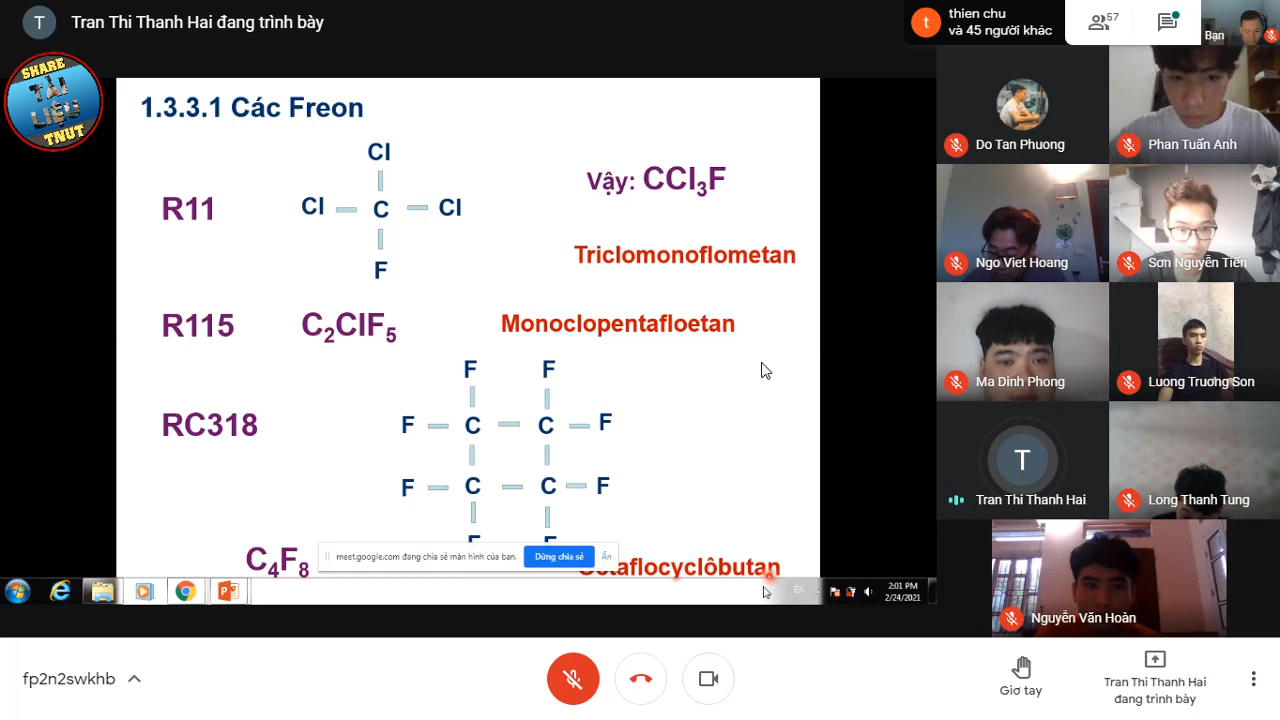 T Tran Thi Thanh Hai đang trình bày
t thien chu
và 45 người khác
57
Bạn
SHARE
TÀI
LIỆU
TNUT
1.3.3.1 Các Freon
R11
Cl
Cl C Cl
F
Vậy: CCl₃F
Triclomonoflometan
R115 C₂ClF₅ Monoclopentafloetan
RC318
F F
F C C F
F C C F
C₄F₈
meet.google.com đang chia sẻ màn hình của bạn. Dừng chia sẻ Ẩn
EN
2:01 PM
2/24/2021
Do Tan Phuong
Phan Tuấn Anh
Ngo Viet Hoang
Sơn Nguyễn Tiến
Ma Dinh Phong
Luong Trương Son
T
Tran Thi Thanh Hai
Long Thanh Tung
Nguyễn Văn Hoàn
fp2n2swkhb
Giơ tay
Tran Thi Thanh Hai
đang trình bày